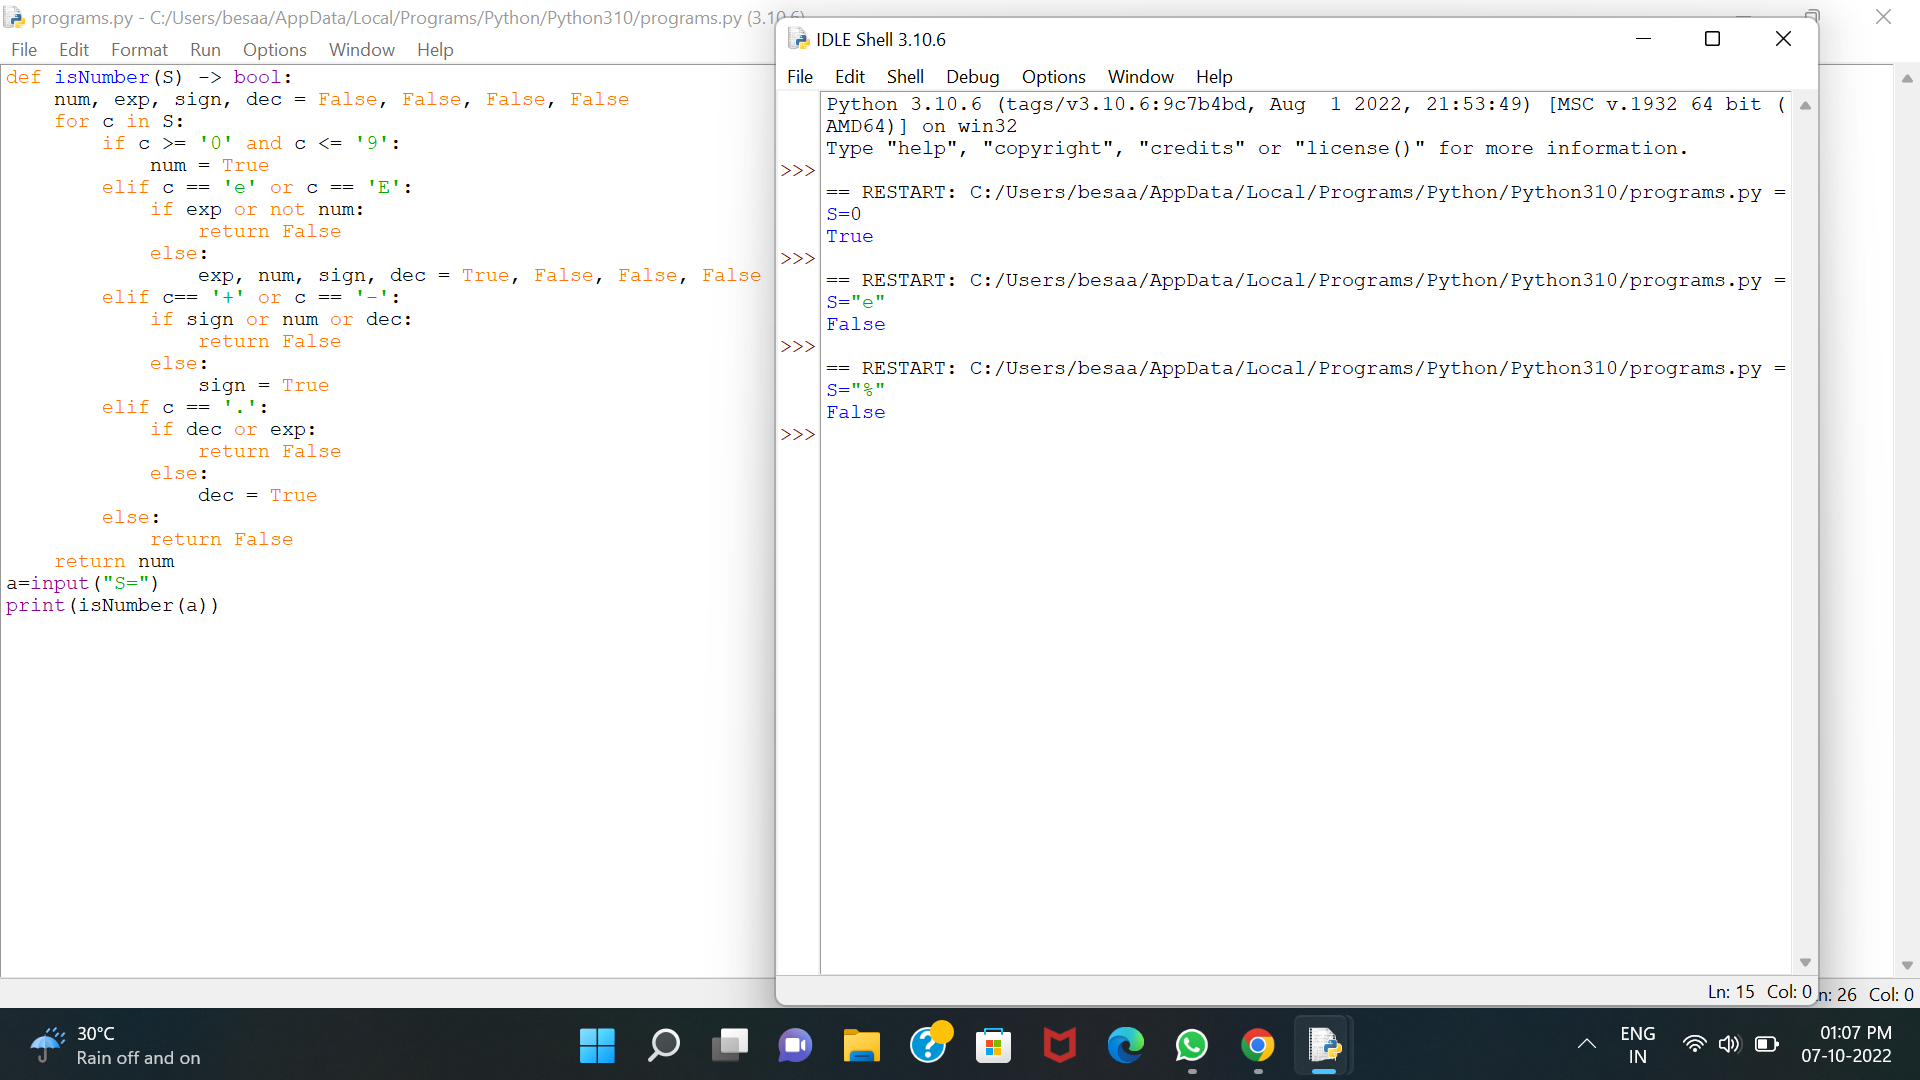 programs.py - C:/Users/besaa/AppData/Local/Programs/Python/Python310/programs.py (3.10.6)
File Edit Format Run Options Window Help
def isNumber(S) -> bool:
    num, exp, sign, dec = False, False, False, False
    for c in S:
        if c >= '0' and c <= '9':
            num = True
        elif c == 'e' or c == 'E':
            if exp or not num:
                return False
            else:
                exp, num, sign, dec = True, False, False, False
        elif c== '+' or c == '-':
            if sign or num or dec:
                return False
            else:
                sign = True
        elif c == '.':
            if dec or exp:
                return False
            else:
                dec = True
        else:
            return False
    return num
a=input("S=")
print(isNumber(a))
IDLE Shell 3.10.6
File Edit Shell Debug Options Window Help
Python 3.10.6 (tags/v3.10.6:9c7b4bd, Aug  1 2022, 21:53:49) [MSC v.1932 64 bit (
AMD64)] on win32
Type "help", "copyright", "credits" or "license()" for more information.
>>>
== RESTART: C:/Users/besaa/AppData/Local/Programs/Python/Python310/programs.py =
S=0
True
>>>
== RESTART: C:/Users/besaa/AppData/Local/Programs/Python/Python310/programs.py =
S="e"
False
>>>
== RESTART: C:/Users/besaa/AppData/Local/Programs/Python/Python310/programs.py =
S="%"
False
>>>
Ln: 15 Col: 0
n: 26 Col: 0
30°C
Rain off and on
ENG
IN
01:07 PM
07-10-2022